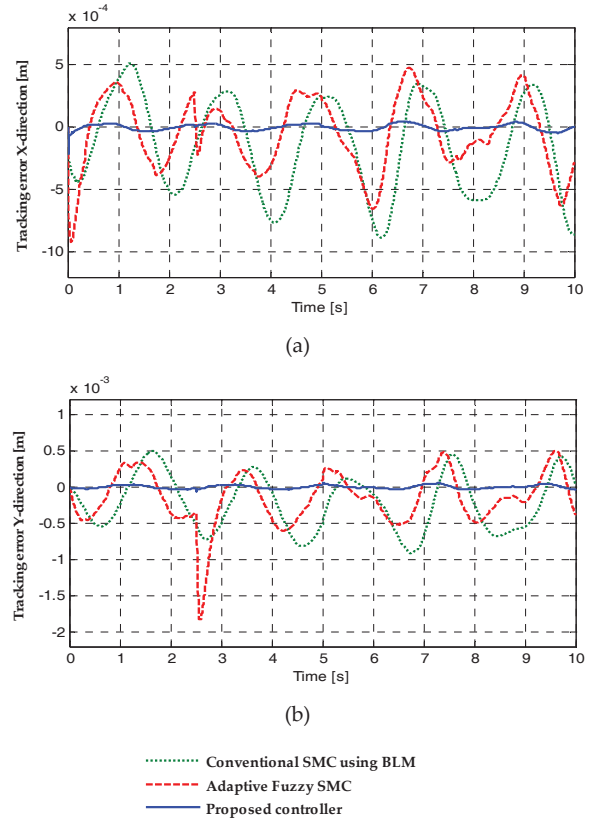 x 10⁻⁴
Tracking error X-direction [m]
5
0
-5
-10
0 1 2 3 4 5 6 7 8 9 10
Time [s]
(a)
x 10⁻³
Tracking error Y-direction [m]
1
0.5
0
-0.5
-1
-1.5
-2
0 1 2 3 4 5 6 7 8 9 10
Time [s]
(b)
Conventional SMC using BLM
Adaptive Fuzzy SMC
Proposed controller